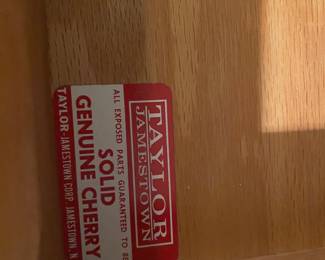 TAYLOR
JAMESTOWN
ALL EXPOSED PARTS GUARANTEED TO BE
SOLID
GENUINE CHERRY
TAYLOR-JAMESTOWN CORP. JAMESTOWN, N